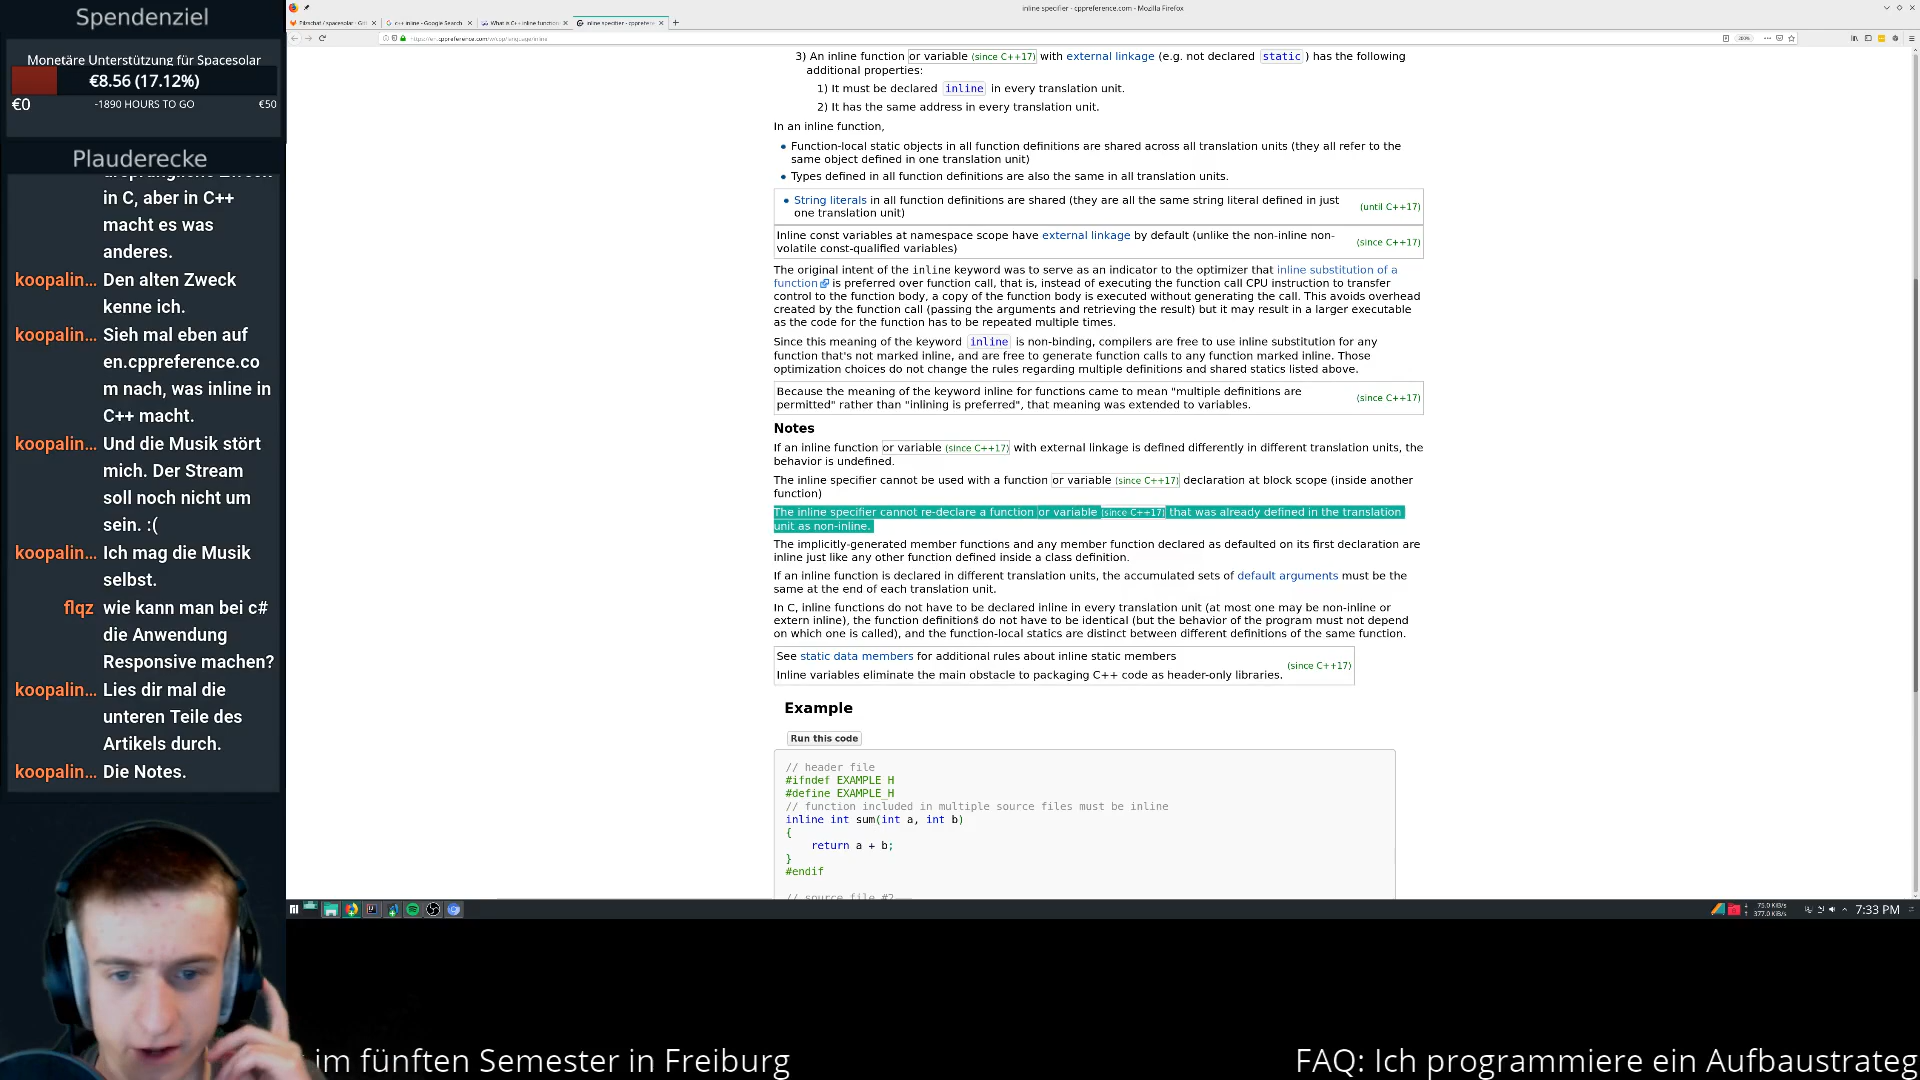 Spendenziel
Monetäre Unterstützung für Spacesolar
€8.56 (17.12%)
€0
-1890 HOURS TO GO
€50
Plauderecke
in C, aber in C++
macht es was
anderes.
koopalin... Den alten Zweck
kenne ich.
koopalin... Sieh mal eben auf
en.cppreference.co
m nach, was inline in
C++ macht.
koopalin... Und die Musik stört
mich. Der Stream
soll noch nicht um
sein. :(
koopalin... Ich mag die Musik
selbst.
flqz wie kann man bei c#
die Anwendung
Responsive machen?
koopalin... Lies dir mal die
unteren Teile des
Artikels durch.
koopalin... Die Notes.
inline specifier - cppreference.com - Mozilla Firefox
c++ inline - Google Search
What is C++ inline function
inline specifier - cpprefere
3) An inline function or variable (since C++17) with external linkage (e.g. not declared static ) has the following
additional properties:
1) It must be declared inline in every translation unit.
2) It has the same address in every translation unit.
In an inline function,
• Function-local static objects in all function definitions are shared across all translation units (they all refer to the
same object defined in one translation unit)
• Types defined in all function definitions are also the same in all translation units.
• String literals in all function definitions are shared (they are all the same string literal defined in just
one translation unit)
(until C++17)
Inline const variables at namespace scope have external linkage by default (unlike the non-inline non-
volatile const-qualified variables)
(since C++17)
The original intent of the inline keyword was to serve as an indicator to the optimizer that inline substitution of a
function is preferred over function call, that is, instead of executing the function call CPU instruction to transfer
control to the function body, a copy of the function body is executed without generating the call. This avoids overhead
created by the function call (passing the arguments and retrieving the result) but it may result in a larger executable
as the code for the function has to be repeated multiple times.
Since this meaning of the keyword inline is non-binding, compilers are free to use inline substitution for any
function that's not marked inline, and are free to generate function calls to any function marked inline. Those
optimization choices do not change the rules regarding multiple definitions and shared statics listed above.
Because the meaning of the keyword inline for functions came to mean "multiple definitions are
permitted" rather than "inlining is preferred", that meaning was extended to variables.
(since C++17)
Notes
If an inline function or variable (since C++17) with external linkage is defined differently in different translation units, the
behavior is undefined.
The inline specifier cannot be used with a function or variable (since C++17) declaration at block scope (inside another
function)
The inline specifier cannot re-declare a function or variable (since C++17) that was already defined in the translation
unit as non-inline.
The implicitly-generated member functions and any member function declared as defaulted on its first declaration are
inline just like any other function defined inside a class definition.
If an inline function is declared in different translation units, the accumulated sets of default arguments must be the
same at the end of each translation unit.
In C, inline functions do not have to be declared inline in every translation unit (at most one may be non-inline or
extern inline), the function definitions do not have to be identical (but the behavior of the program must not depend
on which one is called), and the function-local statics are distinct between different definitions of the same function.
See static data members for additional rules about inline static members
Inline variables eliminate the main obstacle to packaging C++ code as header-only libraries.
(since C++17)
Example
Run this code
// header file
#ifndef EXAMPLE_H
#define EXAMPLE_H
// function included in multiple source files must be inline
inline int sum(int a, int b)
{
return a + b;
}
#endif
// source file #2
75.0 KiB/s
377.0 KiB/s
7:33 PM
im fünften Semester in Freiburg
FAQ: Ich programmiere ein Aufbaustrateg